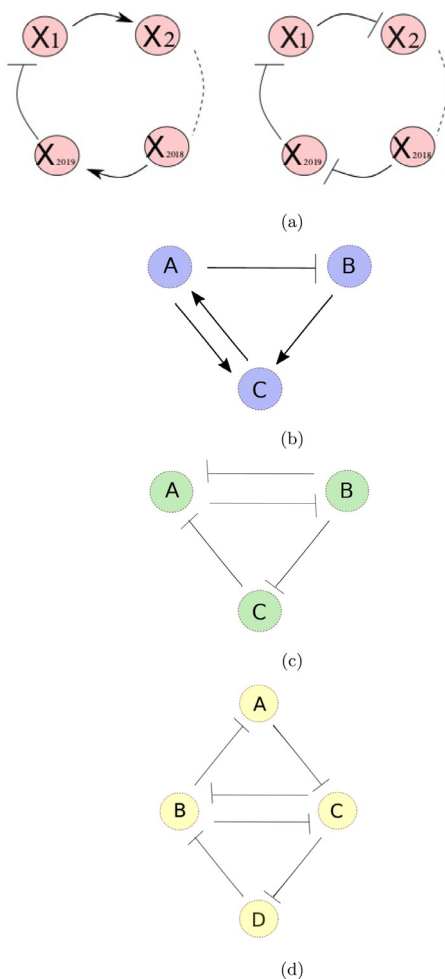 X1 X2 X1 X2
X2019 X2018 X2019 X2018
(a)
A B
C
(b)
A B
C
(c)
A
B C
D
(d)